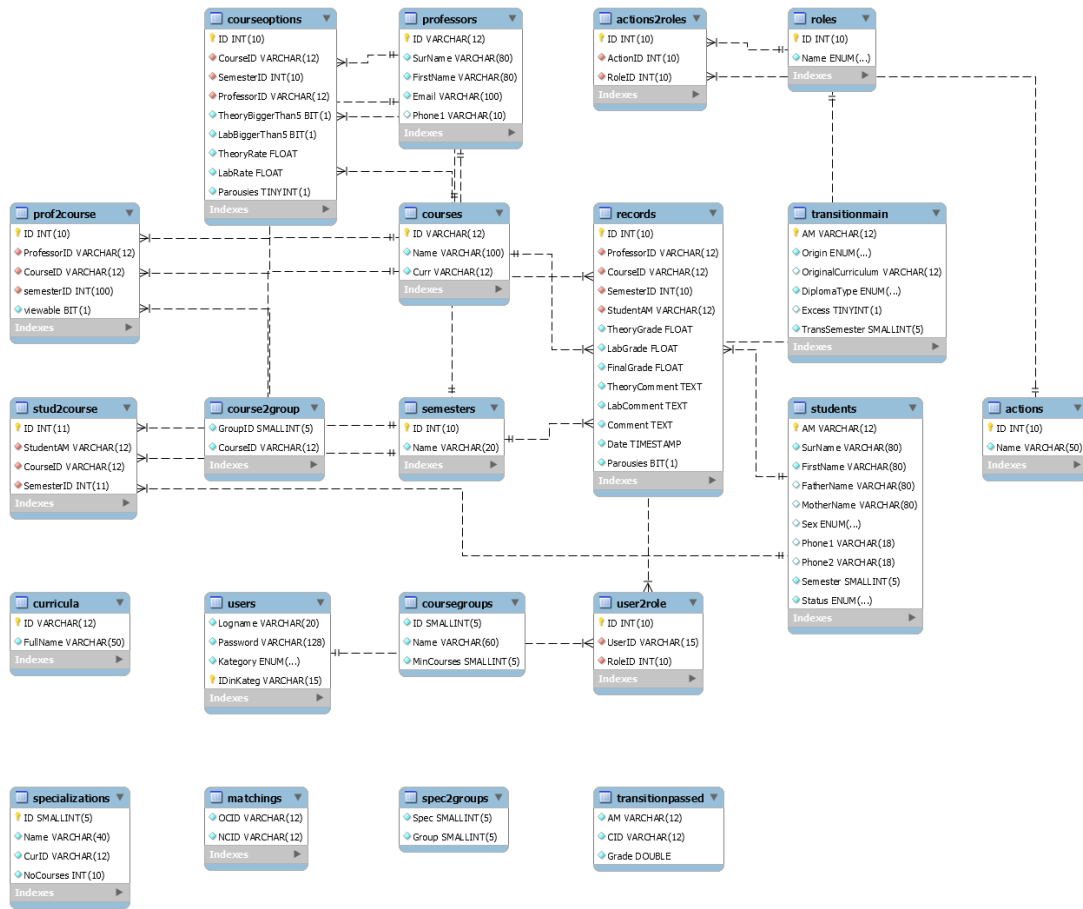 courseoptions
ID INT(10)
CourseID VARCHAR(12)
SemesterID INT(10)
ProfessorID VARCHAR(12)
TheoryBiggerThan5 BIT(1)
LabBiggerThan5 BIT(1)
TheoryRate FLOAT
LabRate FLOAT
Parousies TINYINT(1)
Indexes
professors
ID VARCHAR(12)
SurName VARCHAR(80)
FirstName VARCHAR(80)
Email VARCHAR(100)
Phone1 VARCHAR(10)
Indexes
actions2roles
ID INT(10)
ActionID INT(10)
RoleID INT(10)
Indexes
roles
ID INT(10)
Name ENUM(...)
Indexes
prof2course
ID INT(10)
ProfessorID VARCHAR(12)
CourseID VARCHAR(12)
semesterID INT(100)
viewable BIT(1)
Indexes
courses
ID VARCHAR(12)
Name VARCHAR(100)
Curr VARCHAR(12)
Indexes
records
ID INT(10)
ProfessorID VARCHAR(12)
CourseID VARCHAR(12)
SemesterID INT(10)
StudentAM VARCHAR(12)
TheoryGrade FLOAT
LabGrade FLOAT
FinalGrade FLOAT
TheoryComment TEXT
LabComment TEXT
Comment TEXT
Date TIMESTAMP
Parousies BIT(1)
Indexes
transitionmain
AM VARCHAR(12)
Origin ENUM(...)
OriginalCurriculum VARCHAR(12)
DiplomaType ENUM(...)
Excess TINYINT(1)
TransSemester SMALLINT(5)
Indexes
stud2course
ID INT(11)
StudentAM VARCHAR(12)
CourseID VARCHAR(12)
SemesterID INT(11)
Indexes
course2group
GroupID SMALLINT(5)
CourseID VARCHAR(12)
Indexes
semesters
ID INT(10)
Name VARCHAR(20)
Indexes
students
AM VARCHAR(12)
SurName VARCHAR(80)
FirstName VARCHAR(80)
FatherName VARCHAR(80)
MotherName VARCHAR(80)
Sex ENUM(...)
Phone1 VARCHAR(18)
Phone2 VARCHAR(18)
Semester SMALLINT(5)
Status ENUM(...)
Indexes
actions
ID INT(10)
Name VARCHAR(50)
Indexes
curricula
ID VARCHAR(12)
FullName VARCHAR(50)
Indexes
users
Logname VARCHAR(20)
Password VARCHAR(128)
Kategory ENUM(...)
IDinKateg VARCHAR(15)
Indexes
coursegroups
ID SMALLINT(5)
Name VARCHAR(60)
MinCourses SMALLINT(5)
Indexes
user2role
ID INT(10)
UserID VARCHAR(15)
RoleID INT(10)
Indexes
specializations
ID SMALLINT(5)
Name VARCHAR(40)
CurID VARCHAR(12)
NoCourses INT(10)
Indexes
matchings
OCID VARCHAR(12)
NCID VARCHAR(12)
Indexes
spec2groups
Spec SMALLINT(5)
Group SMALLINT(5)
transitionpassed
AM VARCHAR(12)
CID VARCHAR(12)
Grade DOUBLE